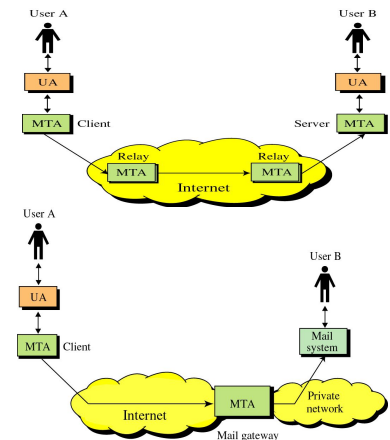 User A
User B
UA
UA
MTA Client
Server MTA
Relay
Relay
MTA
MTA
Internet
User A
User B
UA
MTA Client
Mail
system
MTA
Private
network
Internet
Mail gateway